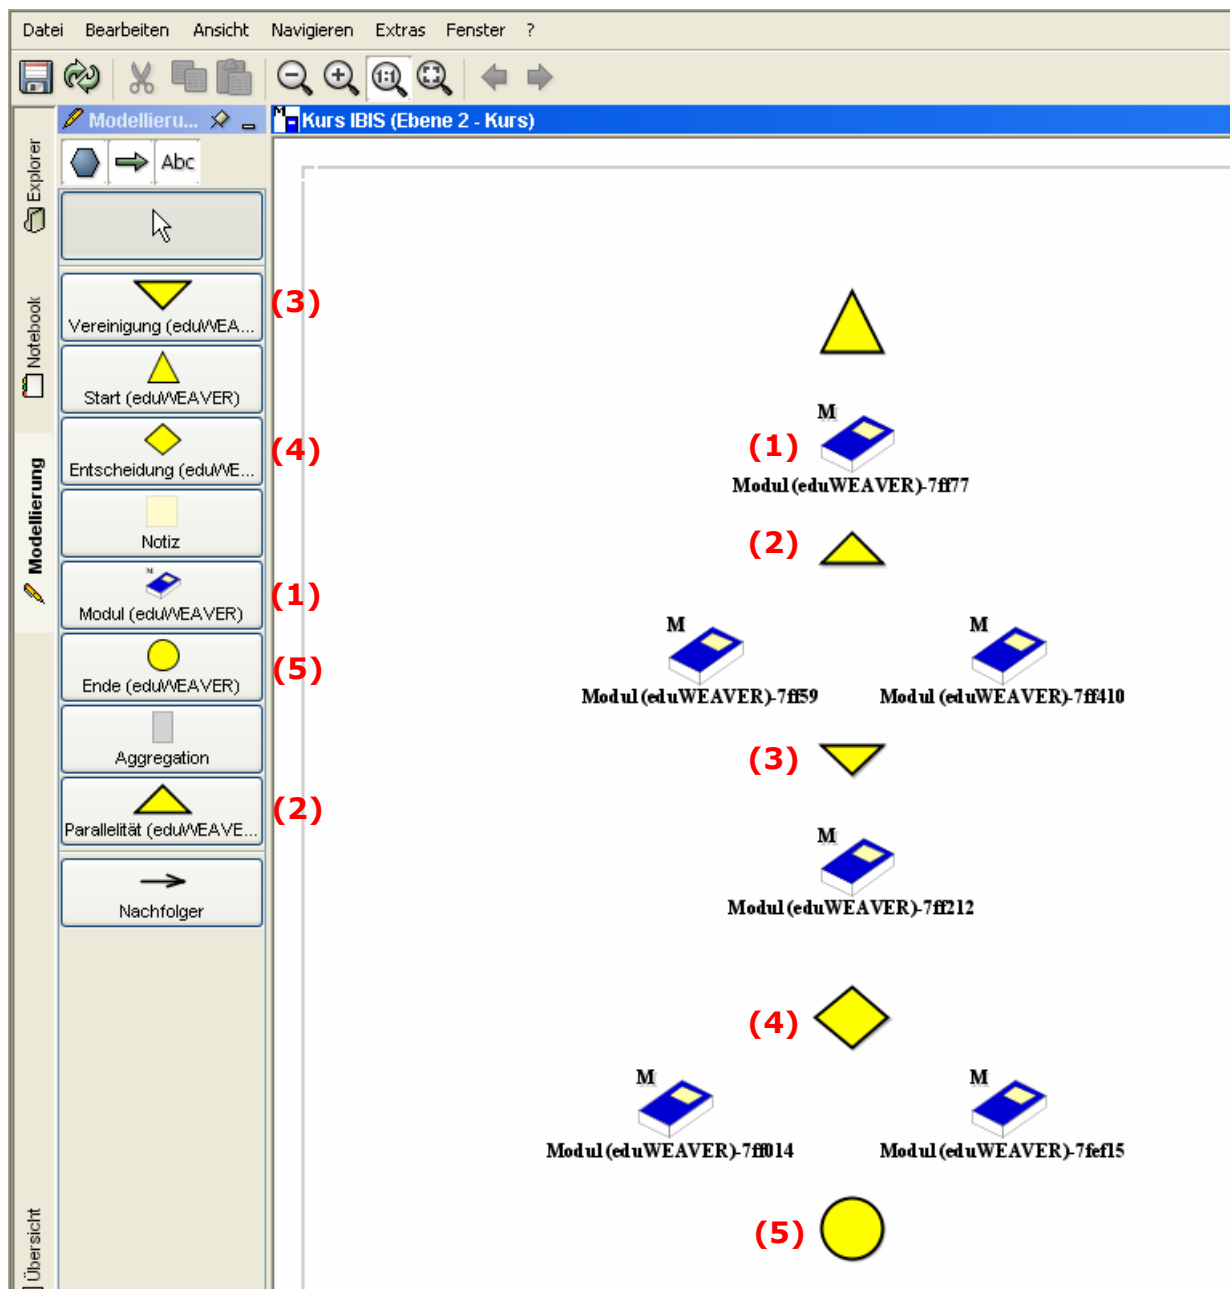 Datei Bearbeiten Ansicht Navigieren Extras Fenster ?
1:1
Modellieru...
M Kurs IBIS (Ebene 2 - Kurs)
Explorer
Notebook
Modellierung
Übersicht
Abc
Vereinigung (eduWEA... (3)
Start (eduWEAVER)
Entscheidung (eduWE... (4)
Notiz
M
Modul (eduWEAVER) (1)
Ende (eduWEAVER) (5)
Aggregation
Parallelität (eduWEAVE... (2)
Nachfolger
M
(1)
Modul (eduWEAVER)-7ff77
(2)
M M
Modul (eduWEAVER)-7ff59 Modul (eduWEAVER)-7ff410
(3)
M
Modul (eduWEAVER)-7ff212
(4)
M M
Modul (eduWEAVER)-7ff014 Modul (eduWEAVER)-7fef15
(5)